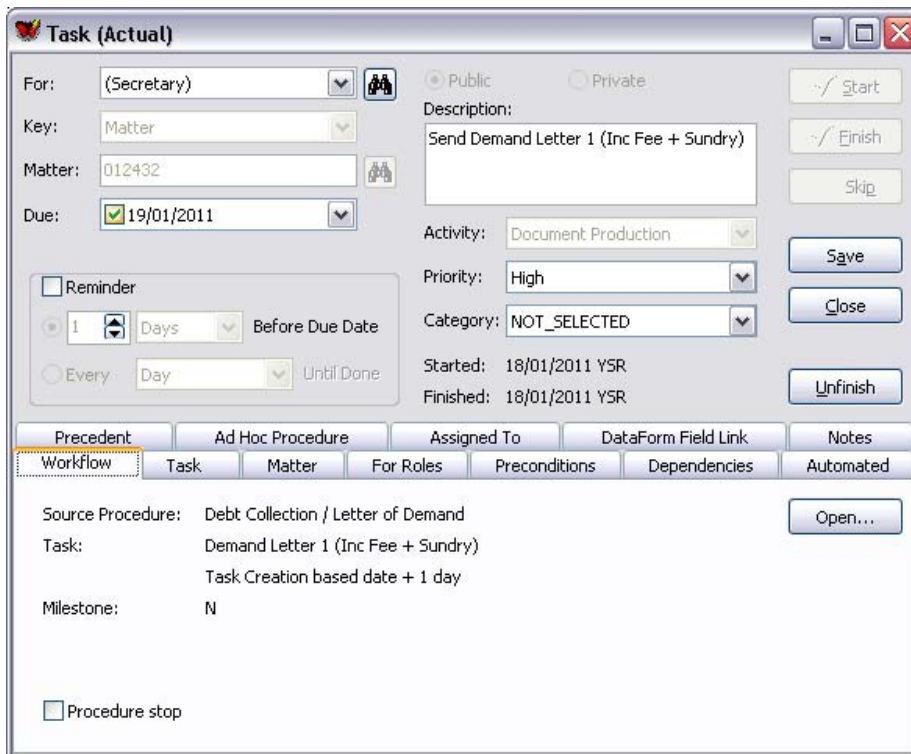 Task (Actual)
For: (Secretary)
Key: Matter
Matter: 012432
Due: 19/01/2011
Reminder
1 Days Before Due Date
Every Day Until Done
Public Private
Description:
Send Demand Letter 1 (Inc Fee + Sundry)
Activity: Document Production
Priority: High
Category: NOT_SELECTED
Started: 18/01/2011 YSR
Finished: 18/01/2011 YSR
Start
Finish
Skip
Save
Close
Unfinish
Precedent Ad Hoc Procedure Assigned To DataForm Field Link Notes
Workflow Task Matter For Roles Preconditions Dependencies Automated
Source Procedure: Debt Collection / Letter of Demand
Task: Demand Letter 1 (Inc Fee + Sundry)
Task Creation based date + 1 day
Milestone: N
Open...
Procedure stop